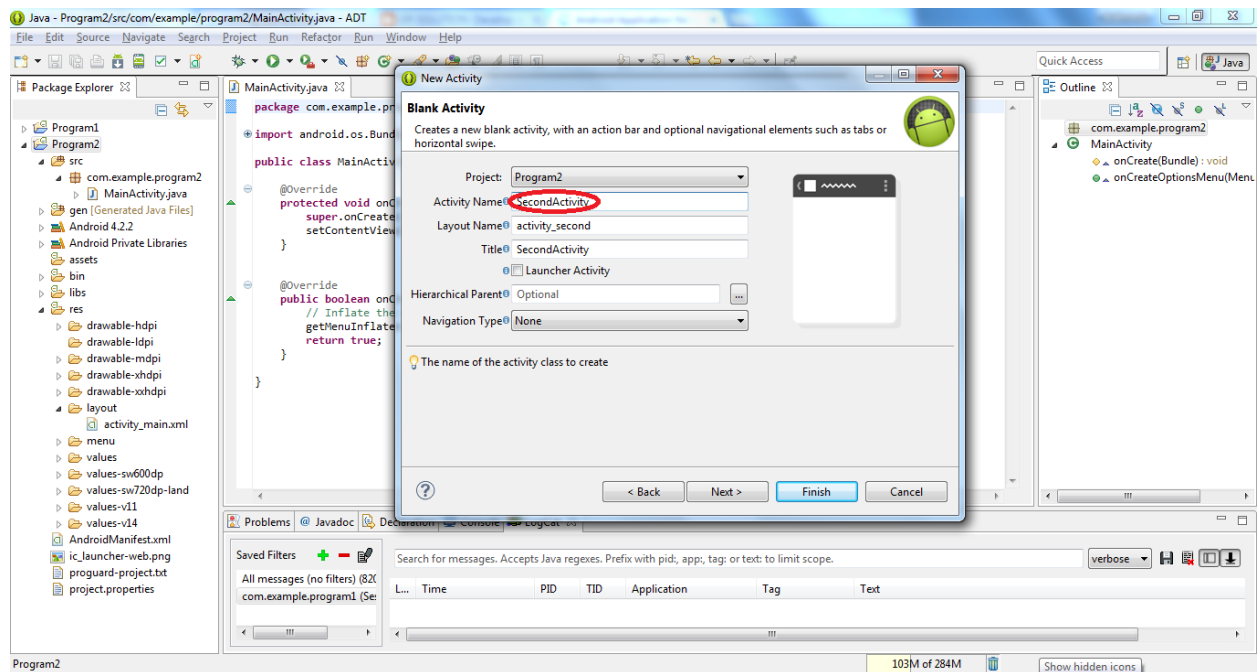 Java - Program2/src/com/example/program2/MainActivity.java - ADT
File Edit Source Navigate Search Project Run Refactor Run Window Help
Quick Access
Java
Package Explorer
Program1
Program2
src
com.example.program2
MainActivity.java
gen [Generated Java Files]
Android 4.2.2
Android Private Libraries
assets
bin
libs
res
drawable-hdpi
drawable-ldpi
drawable-mdpi
drawable-xhdpi
drawable-xxhdpi
layout
activity_main.xml
menu
values
values-sw600dp
values-sw720dp-land
values-v11
values-v14
AndroidManifest.xml
ic_launcher-web.png
proguard-project.txt
project.properties
MainActivity.java
package com.example.pr
import android.os.Bund
public class MainActiv
@Override
protected void onC
super.onCreate
setContentView
}
@Override
public boolean onC
// Inflate the
getMenuInflate
return true;
}
}
New Activity
Blank Activity
Creates a new blank activity, with an action bar and optional navigational elements such as tabs or
horizontal swipe.
Project: Program2
Activity Name SecondActivity
Layout Name activity_second
Title SecondActivity
Launcher Activity
Hierarchical Parent Optional ...
Navigation Type None
The name of the activity class to create
< Back Next > Finish Cancel
Outline
com.example.program2
MainActivity
onCreate(Bundle) : void
onCreateOptionsMenu(Menu
Problems @ Javadoc Declaration Console LogCat
Saved Filters
All messages (no filters) (820
com.example.program1 (Ses
Search for messages. Accepts Java regexes. Prefix with pid:, app:, tag: or text: to limit scope.
verbose
L... Time PID TID Application Tag Text
Program2
103M of 284M
Show hidden icons